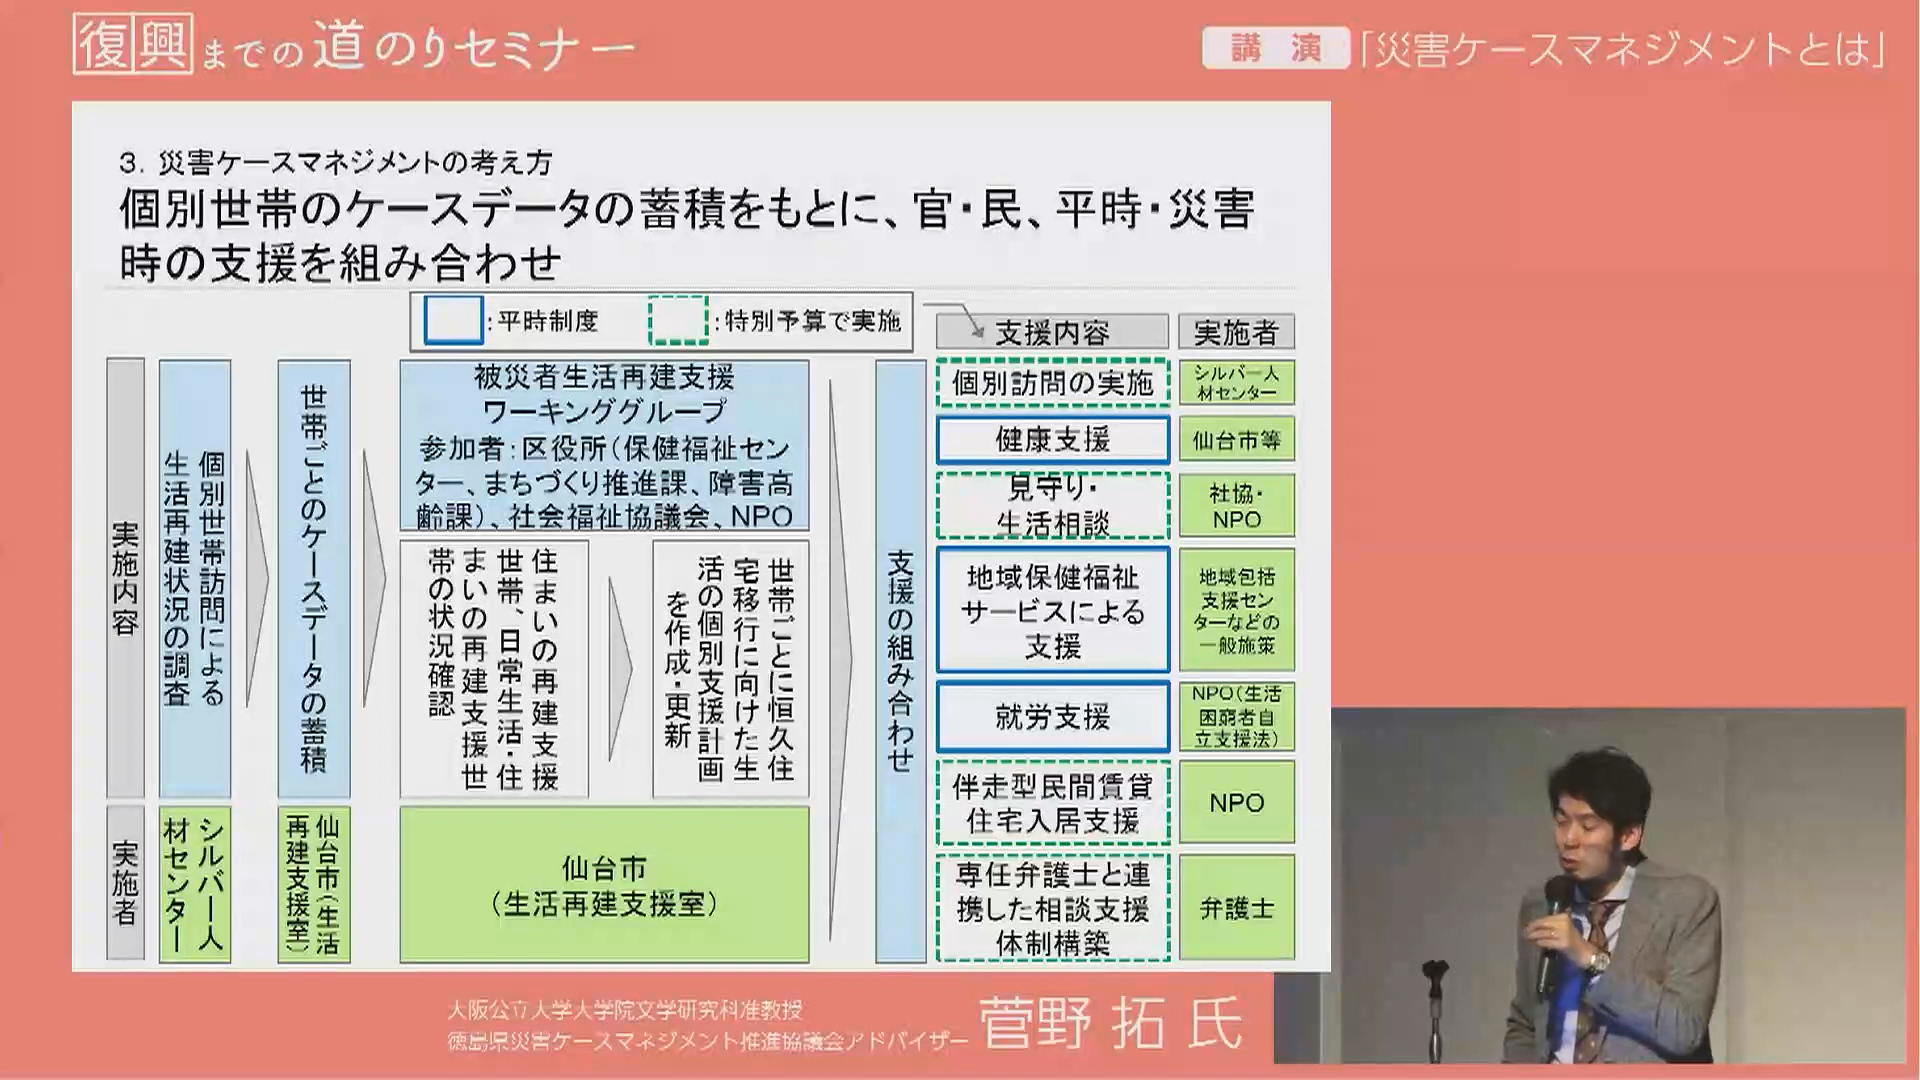 復興までの道のりセミナー
講 演
「災害ケースマネジメントとは」
3. 災害ケースマネジメントの考え方
個別世帯のケースデータの蓄積をもとに、官・民、平時・災害
時の支援を組み合わせ
:平時制度
:特別予算で実施
支援内容
実施者
実施内容
個別世帯訪問による
生活再建状況の調査
世帯ごとのケースデータの蓄積
被災者生活再建支援
ワーキンググループ
参加者:区役所(保健福祉セン
ター、まちづくり推進課、障害高
齢課)、社会福祉協議会、NPO
住まいの再建支援
世帯、日常生活・住
まいの再建支援世
帯の状況確認
世帯ごとに恒久住
宅移行に向けた生
活の個別支援計画
を作成・更新
支援の組み合わせ
個別訪問の実施
シルバー人
材センター
健康支援
仙台市等
見守り・
生活相談
社協・
NPO
地域保健福祉
サービスによる
支援
地域包括
支援セン
ターなどの
一般施策
就労支援
NPO(生活
困窮者自
立支援法)
伴走型民間賃貸
住宅入居支援
NPO
専任弁護士と連
携した相談支援
体制構築
弁護士
実施者
シルバー人
材センター
仙台市(生活
再建支援室)
仙台市
(生活再建支援室)
大阪公立大学大学院文学研究科准教授
徳島県災害ケースマネジメント推進協議会アドバイザー
菅野 拓 氏